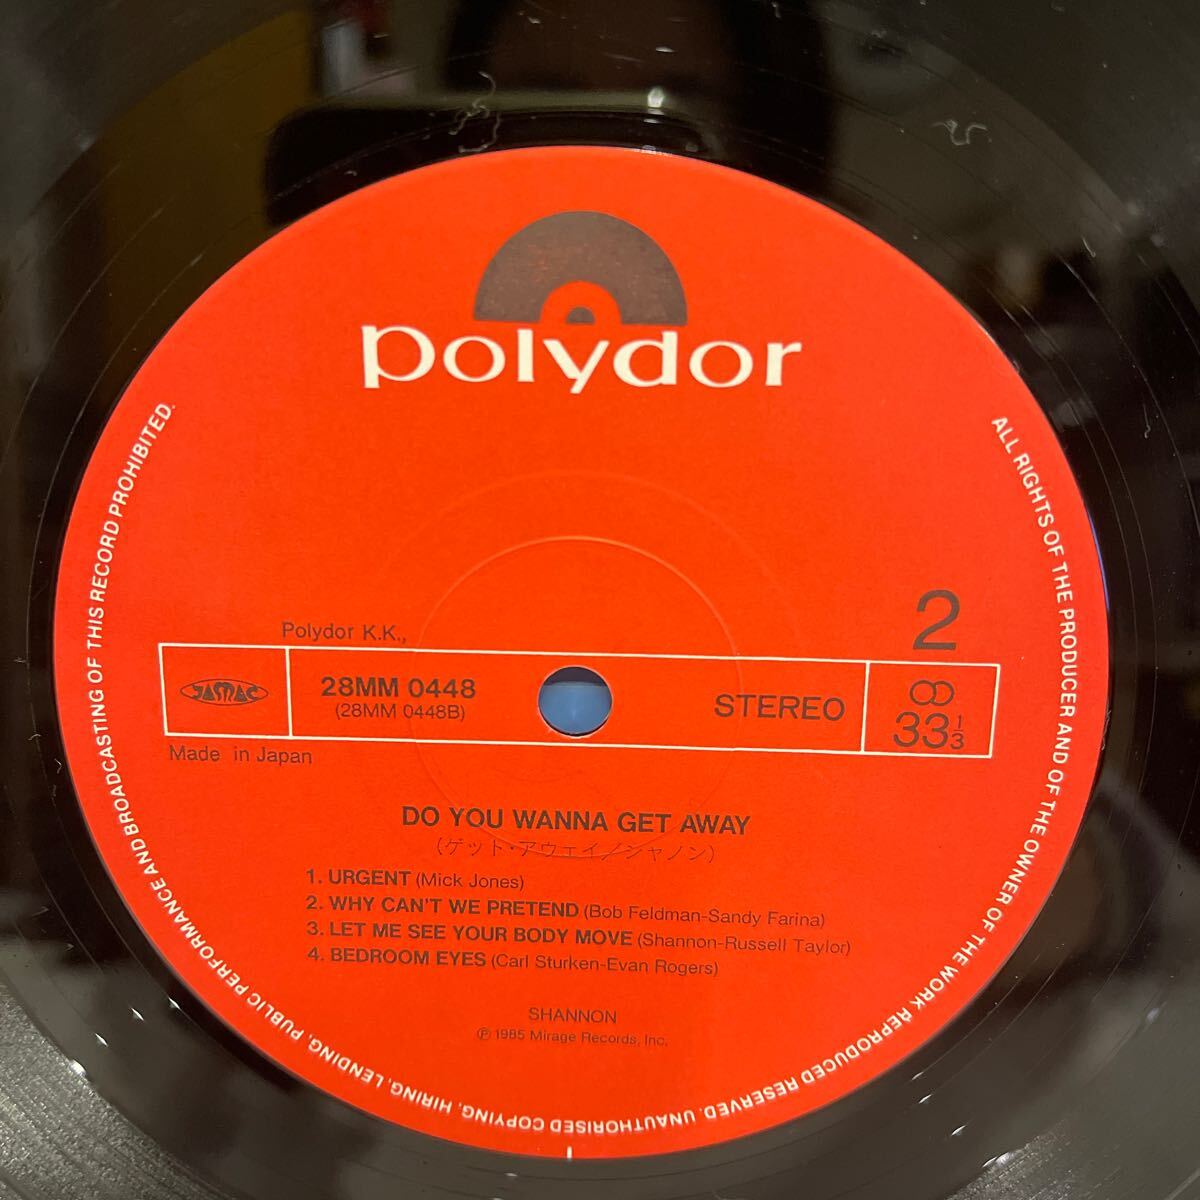 polydor
2
Polydor K.K.,
JASRAC
28MM 0448
(28MM 0448B)
STEREO
33 1/3
Made in Japan
DO YOU WANNA GET AWAY
(ゲット・アウェイ/シャノン)
1. URGENT (Mick Jones)
2. WHY CAN'T WE PRETEND (Bob Feldman-Sandy Farina)
3. LET ME SEE YOUR BODY MOVE (Shannon-Russell Taylor)
4. BEDROOM EYES (Carl Sturken-Evan Rogers)
SHANNON
℗ 1985 Mirage Records, Inc.
ALL RIGHTS OF THE PRODUCER AND OF THE OWNER OF THE WORK REPRODUCED RESERVED. UNAUTHORISED COPYING, HIRING, LENDING, PUBLIC PERFORMANCE AND BROADCASTING OF THIS RECORD PROHIBITED.